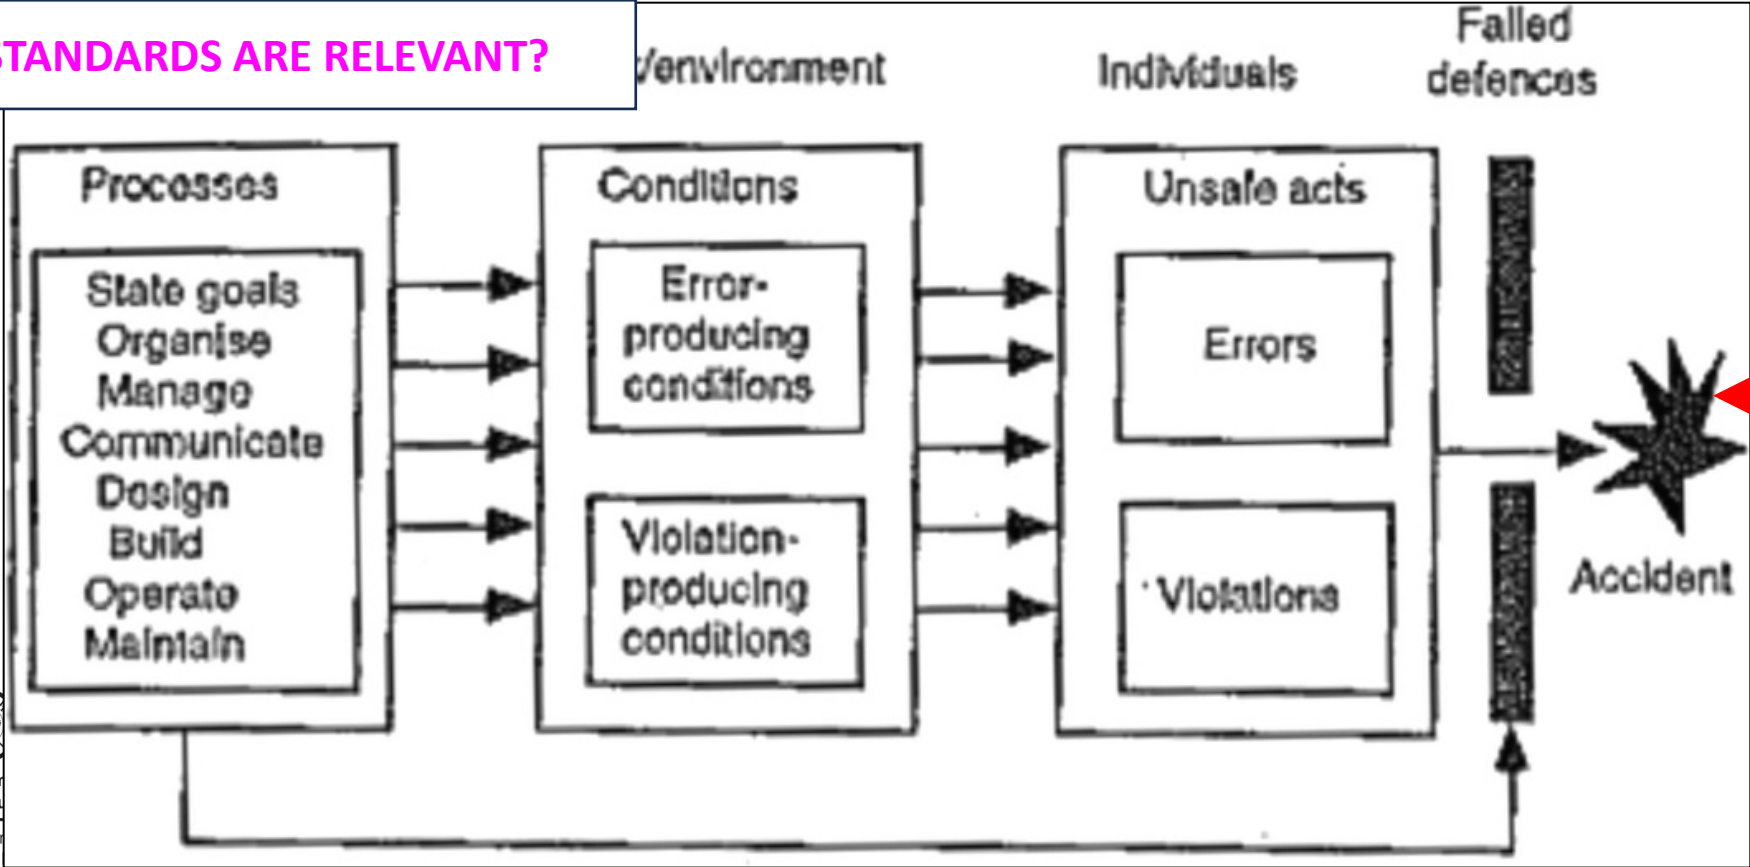 STANDARDS ARE RELEVANT?
/environment
Individuals
Failed
defences
Processes
State goals
Organise
Manage
Communicate
Design
Build
Operate
Maintain
Conditions
Error-
producing
conditions
Violation-
producing
conditions
Unsafe acts
Errors
Violations
Accident